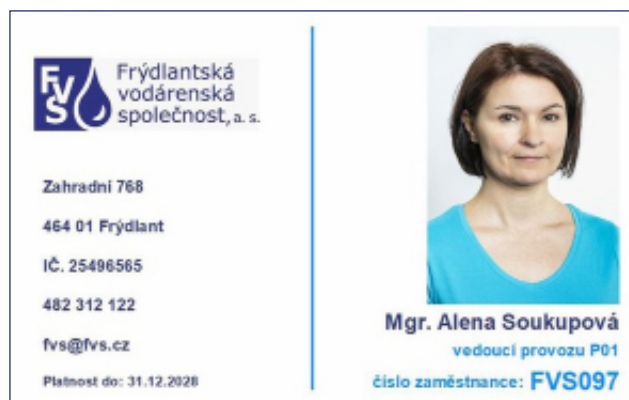 FVS
Frýdlantská
vodárenská
společnost, a. s.
Zahradní 768
464 01 Frýdlant
IČ. 25496565
482 312 122
fvs@fvs.cz
Platnost do: 31.12.2028
Mgr. Alena Soukupová
vedoucí provozu P01
číslo zaměstnance: FVS097